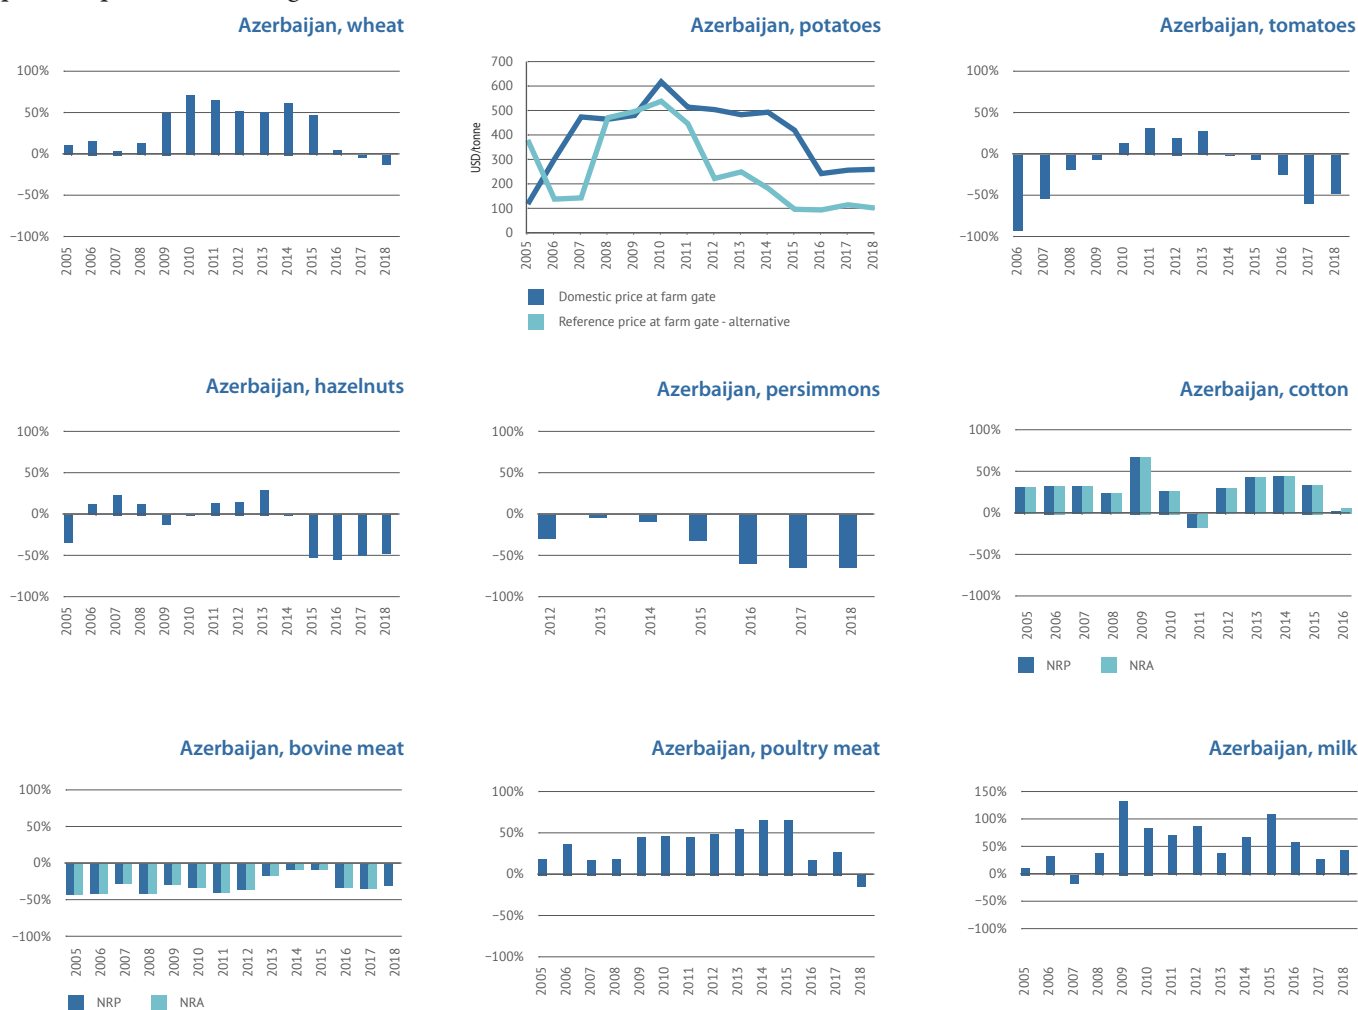 Azerbaijan, wheat
100%
50%
0%
−50%
−100%
2005 2006 2007 2008 2009 2010 2011 2012 2013 2014 2015 2016 2017 2018
Azerbaijan, potatoes
USD/tonne
700
600
500
400
300
200
100
0
2005 2006 2007 2008 2009 2010 2011 2012 2013 2014 2015 2016 2017 2018
Domestic price at farm gate
Reference price at farm gate - alternative
Azerbaijan, tomatoes
100%
50%
0%
−50%
−100%
2006 2007 2008 2009 2010 2011 2012 2013 2014 2015 2016 2017 2018
Azerbaijan, hazelnuts
100%
50%
0%
−50%
−100%
2005 2006 2007 2008 2009 2010 2011 2012 2013 2014 2015 2016 2017 2018
Azerbaijan, persimmons
100%
50%
0%
−50%
−100%
2012 2013 2014 2015 2016 2017 2018
Azerbaijan, cotton
100%
50%
0%
−50%
−100%
2005 2006 2007 2008 2009 2010 2011 2012 2013 2014 2015 2016
NRP NRA
Azerbaijan, bovine meat
100%
50%
0%
−50%
−100%
2005 2006 2007 2008 2009 2010 2011 2012 2013 2014 2015 2016 2017 2018
NRP NRA
Azerbaijan, poultry meat
100%
50%
0%
−50%
−100%
2005 2006 2007 2008 2009 2010 2011 2012 2013 2014 2015 2016 2017 2018
Azerbaijan, milk
150%
100%
50%
0%
−50%
−100%
2005 2006 2007 2008 2009 2010 2011 2012 2013 2014 2015 2016 2017 2018